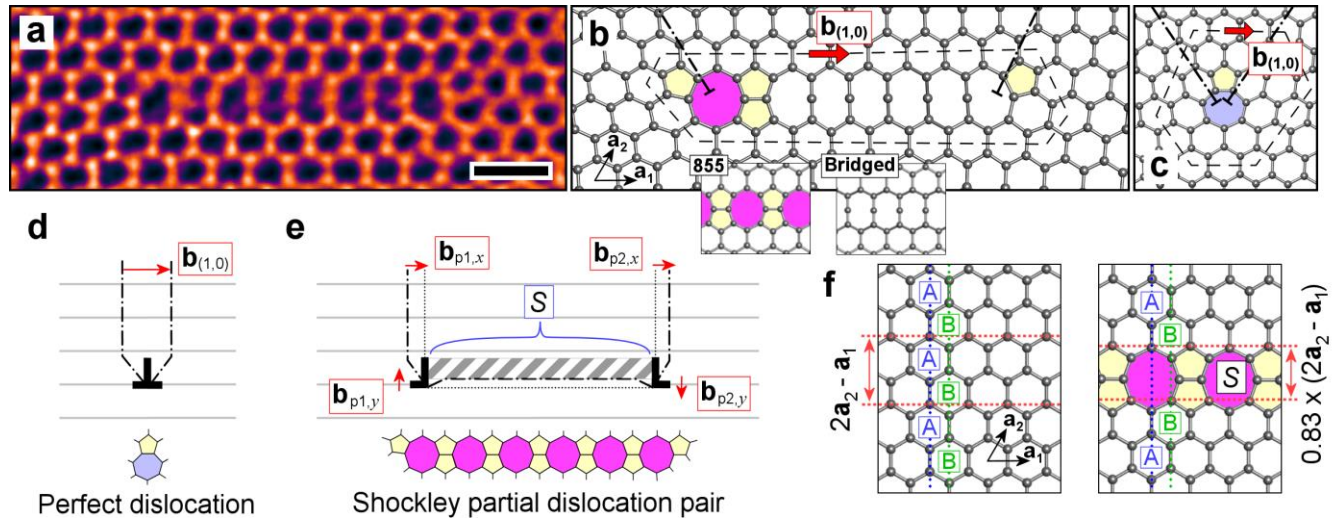 a
b
b(1,0)
a2
a1
855
Bridged
b(1,0)
c
d
b(1,0)
Perfect dislocation
e
bp1,x
bp2,x
S
bp1,y
bp2,y
Shockley partial dislocation pair
f
2a2 - a1
A
B
A
B
A
B
a2
a1
A
B
S
B
A
0.83 x (2a2 - a1)